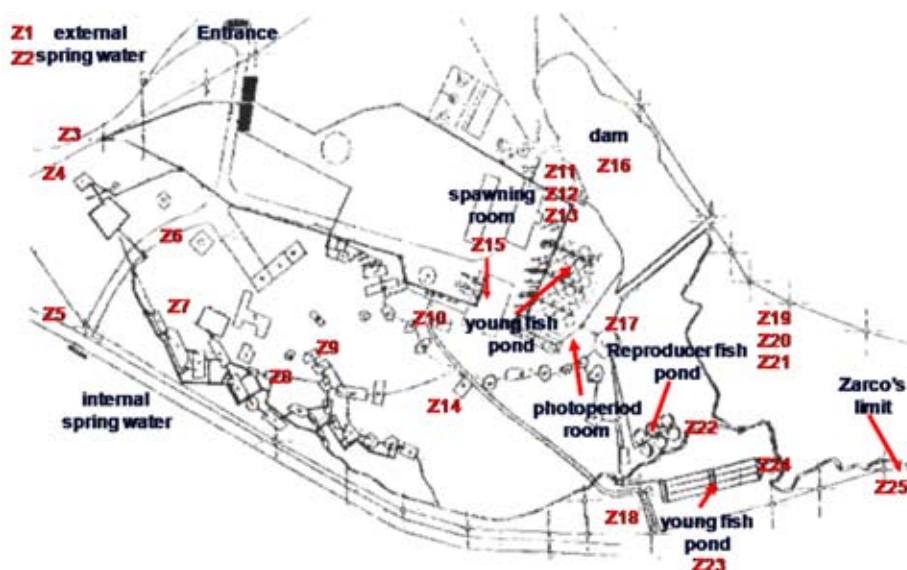 Z1 external
Z2 spring water
Entrance
Z3
Z4
dam
Z16
Z11
Z12
Z13
spawning
room
Z15
Z6
Z5
Z7
Z10
young fish
pond
Z17
Z19
Z20
Z21
Z9
Z8
Reproducer fish
pond
internal
spring water
Z14
photoperiod
room
Zarco's
limit
Z22
Z24
Z25
Z18
young fish
pond
Z23